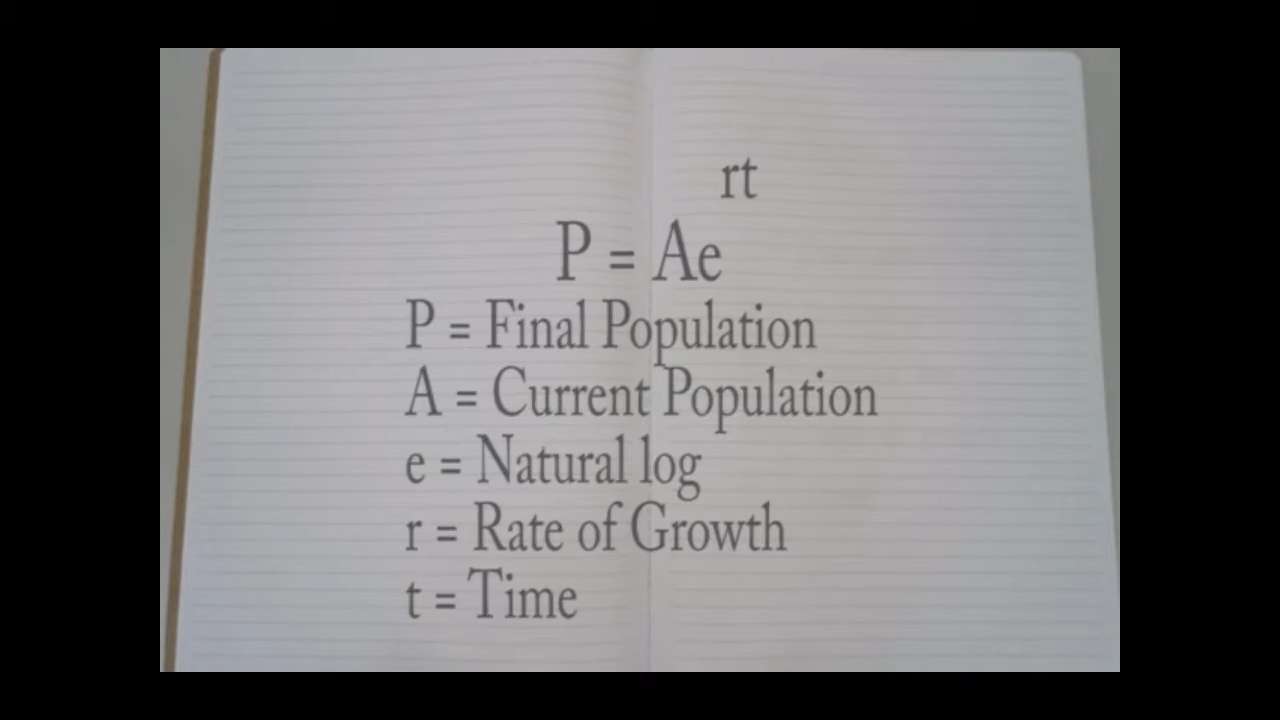 rt
P = Ae
P = Final Population
A = Current Population
e = Natural log
r = Rate of Growth
t = Time